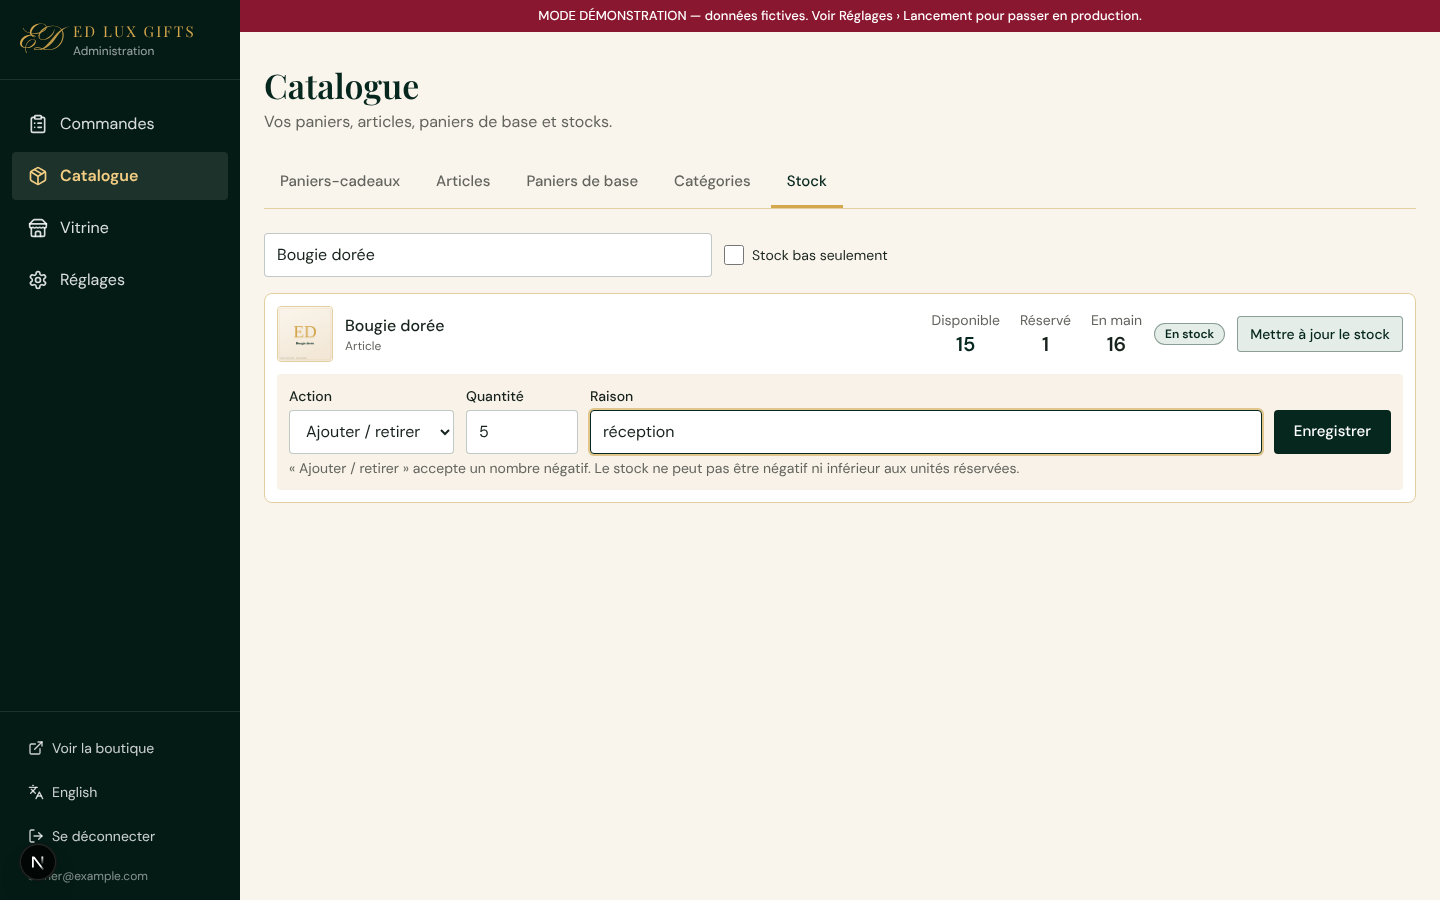 ED ED LUX GIFTS
Administration
MODE DÉMONSTRATION — données fictives. Voir Réglages › Lancement pour passer en production.
Commandes
Catalogue
Vitrine
Réglages
Catalogue
Vos paniers, articles, paniers de base et stocks.
Paniers-cadeaux Articles Paniers de base Catégories Stock
Bougie dorée
Stock bas seulement
ED
Bougie dorée
Bougie dorée
Article
Disponible Réservé En main
15 1 16
En stock
Mettre à jour le stock
Action Quantité Raison
Ajouter / retirer 5 réception Enregistrer
« Ajouter / retirer » accepte un nombre négatif. Le stock ne peut pas être négatif ni inférieur aux unités réservées.
Voir la boutique
English
Se déconnecter
N
er@example.com